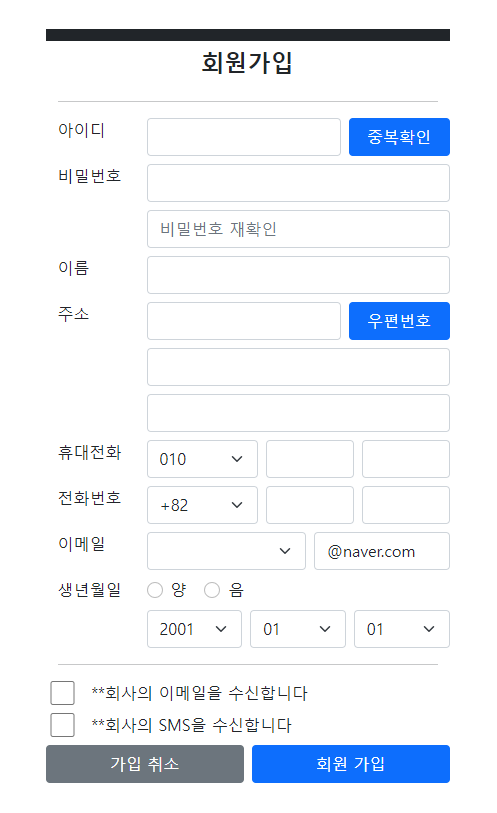 회원가입
아이디 중복확인
비밀번호
비밀번호 재확인
이름
주소 우편번호
휴대전화 010
전화번호 +82
이메일 @naver.com
생년월일 양 음
2001 01 01
**회사의 이메일을 수신합니다
**회사의 SMS을 수신합니다
가입 취소 회원 가입